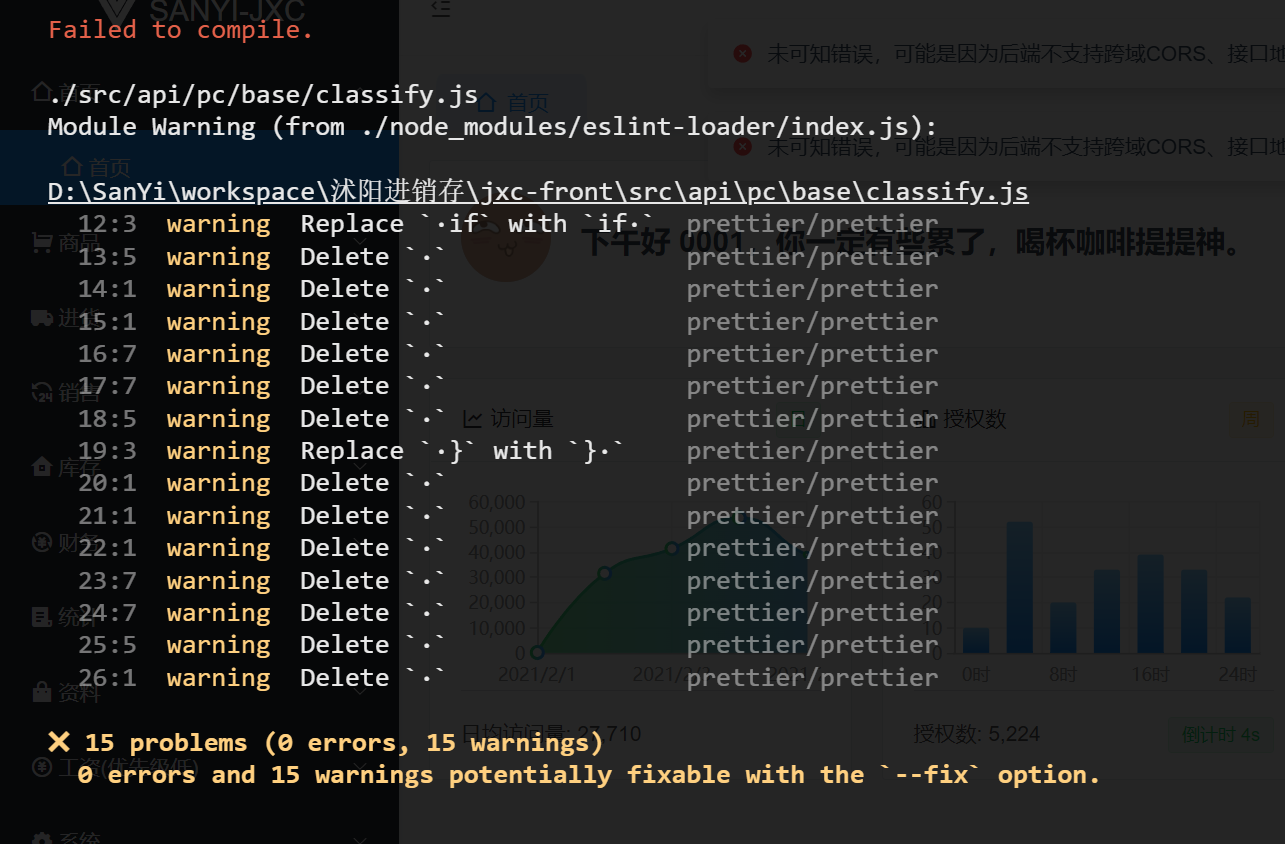 SANYI-JXC
Failed to compile.
未可知错误，可能是因为后端不支持跨域CORS、接口地
首页
./src/api/pc/base/classify.js
首页
Module Warning (from ./node_modules/eslint-loader/index.js):
未可知错误，可能是因为后端不支持跨域CORS、接口地
首页
D:\SanYi\workspace\沭阳进销存\jxc-front\src\api\pc\base\classify.js
12:3 warning Replace `·if` with `if·` prettier/prettier
商品
下午好 0001，你一定有些累了，喝杯咖啡提提神。
13:5 warning Delete `·` prettier/prettier
14:1 warning Delete `·` prettier/prettier
进货
15:1 warning Delete `·` prettier/prettier
16:7 warning Delete `·` prettier/prettier
17:7 warning Delete `·` prettier/prettier
销售
18:5 warning Delete `·` prettier/prettier
访问量
授权数
周
19:3 warning Replace `·}` with `}·` prettier/prettier
库存
20:1 warning Delete `·` prettier/prettier
21:1 warning Delete `·` prettier/prettier
22:1 warning Delete `·` prettier/prettier
财务
23:7 warning Delete `·` prettier/prettier
24:7 warning Delete `·` prettier/prettier
统计
25:5 warning Delete `·` prettier/prettier
26:1 warning Delete `·` prettier/prettier
资料
60,000
50,000
40,000
30,000
20,000
10,000
0
2021/2/1
60
50
20
10
0
0时 8时 16时 24时
日均访问量: 27,710
授权数: 5,224
倒计时 4s
15 problems (0 errors, 15 warnings)
工资(优先级低)
0 errors and 15 warnings potentially fixable with the `--fix` option.
系统